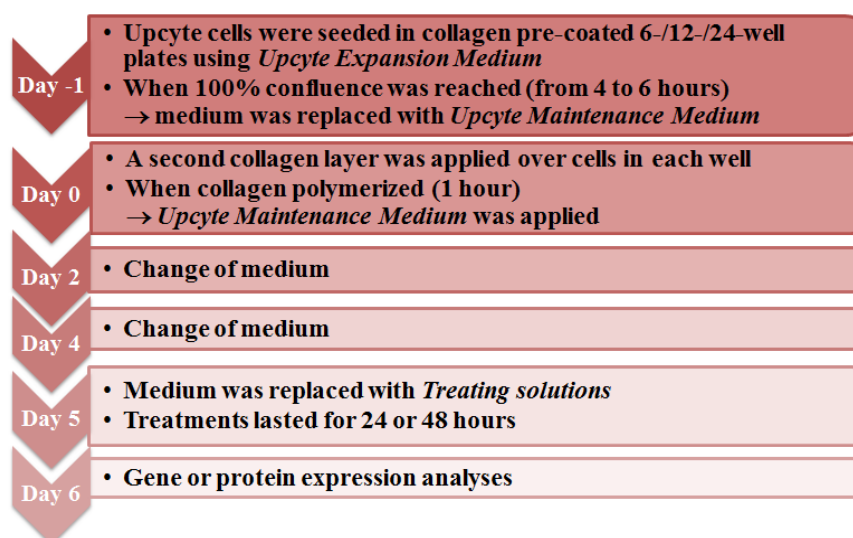 Day -1
• Upcyte cells were seeded in collagen pre-coated 6-/12-/24-well
plates using Upcyte Expansion Medium
• When 100% confluence was reached (from 4 to 6 hours)
→ medium was replaced with Upcyte Maintenance Medium
Day 0
• A second collagen layer was applied over cells in each well
• When collagen polymerized (1 hour)
→ Upcyte Maintenance Medium was applied
Day 2
• Change of medium
Day 4
• Change of medium
Day 5
• Medium was replaced with Treating solutions
• Treatments lasted for 24 or 48 hours
Day 6
• Gene or protein expression analyses